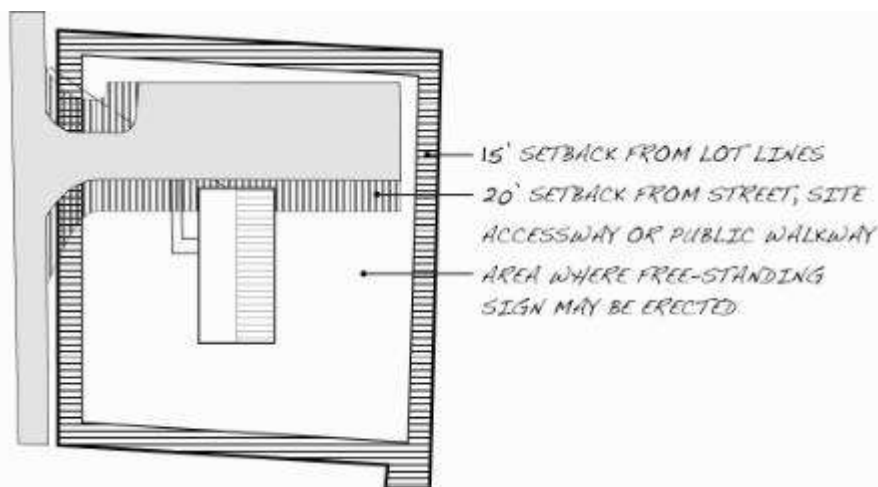 15' SETBACK FROM LOT LINES
20' SETBACK FROM STREET, SITE
ACCESSWAY OR PUBLIC WALKWAY
AREA WHERE FREE-STANDING
SIGN MAY BE ERECTED